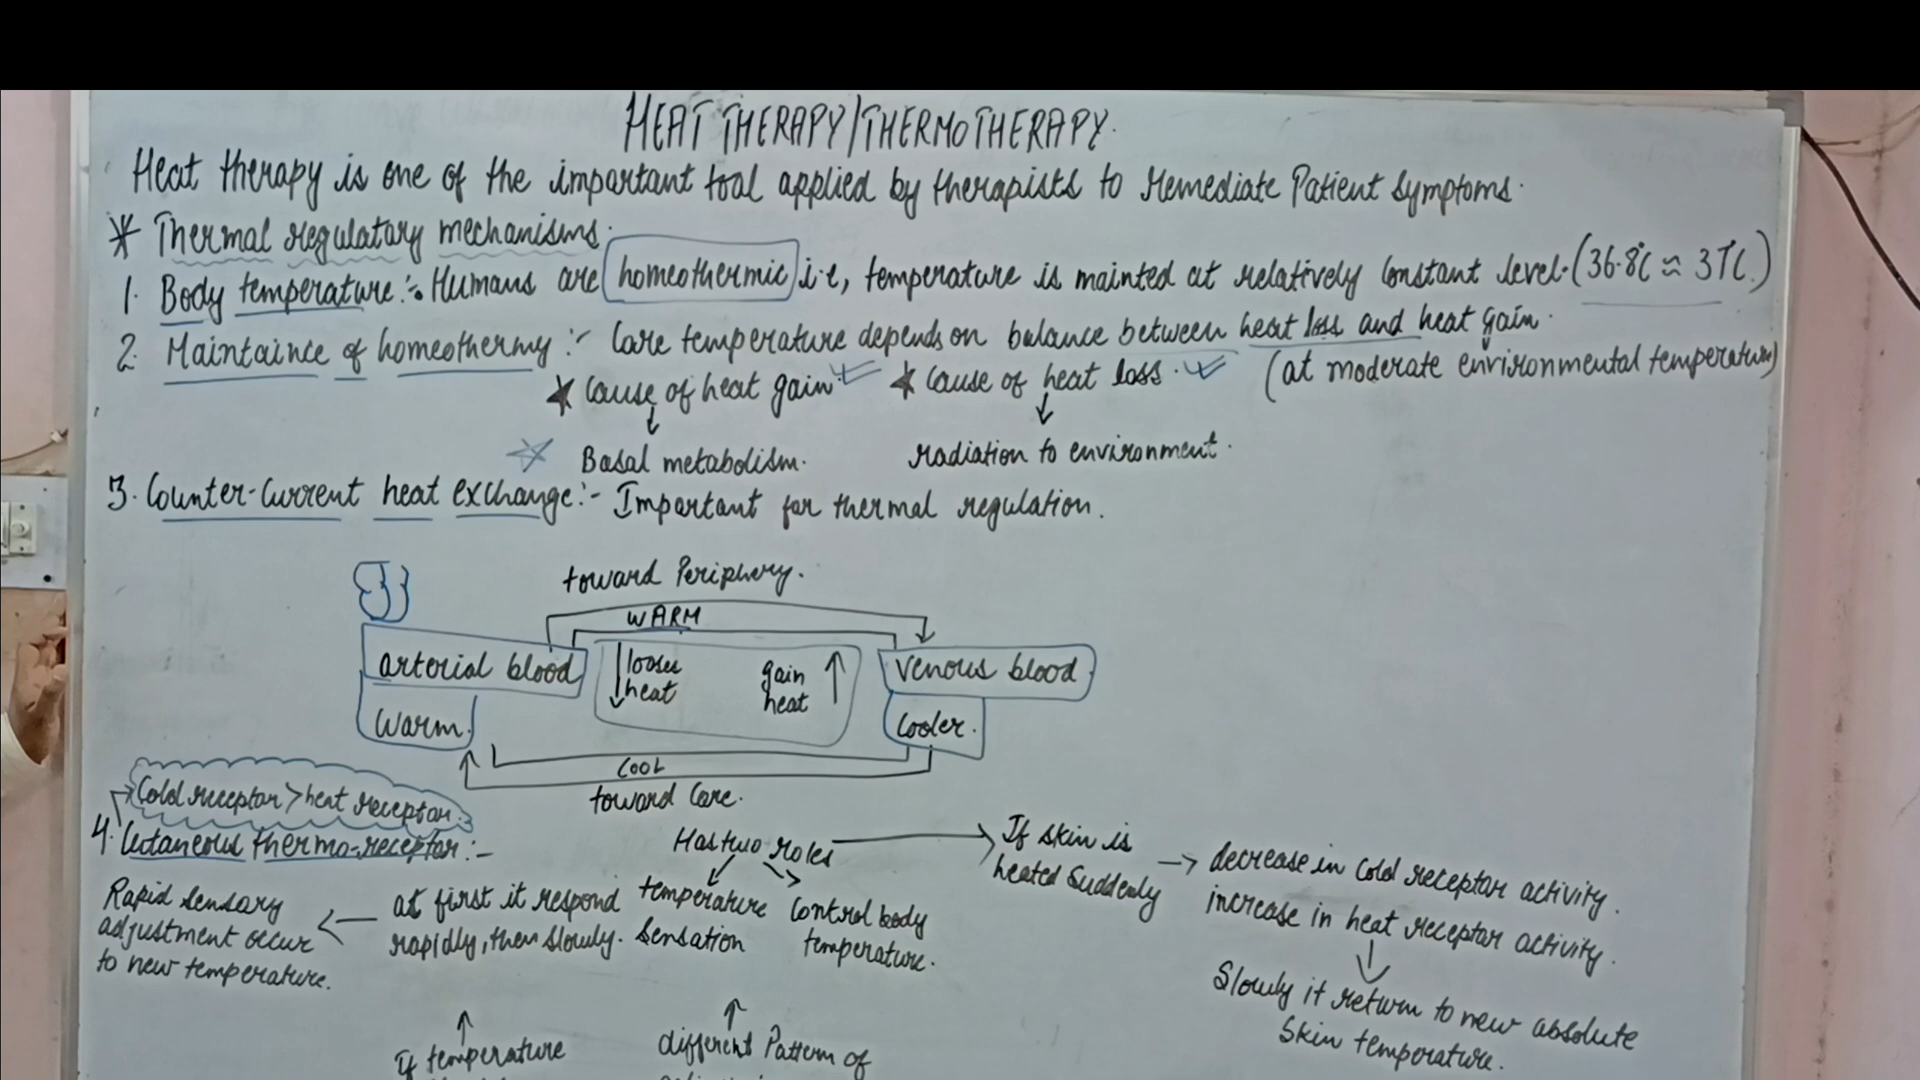 HEAT THERAPY/THERMOTHERAPY.
Heat therapy is one of the important tool applied by therapists to remediate Patient symptoms.
* Thermal regulatory mechanisms.
1. Body temperature:- Humans are homeothermic i.e, temperature is mainted at relatively constant level. (36.8°C ≈ 37°C.)
2. Maintaince of homeothermy:- Core temperature depends on balance between heat loss and heat gain.
(at moderate environmental temperature)
★ Cause of heat gain. ★ Cause of heat loss.
↓ ↓
Basal metabolism. radiation to environment.
3. Counter-Current heat exchange:- Important for thermal regulation.
toward Periphery.
WARM
arterial blood
↓ looses heat
gain heat ↑
Venous blood
Warm.
Cooler.
COOL
toward Core.
Cold receptor > heat receptor.
4. Cutaneous thermo-receptor:-
Has two roles → If skin is
heated suddenly → decrease in cold receptor activity.
increase in heat receptor activity.
↓
Slowly it return to new absolute
skin temperature.
temperature
sensation
Control body
temperature.
at first it respond
rapidly, then slowly.
Rapid sensory
adjustment occur
to new temperature.
↑
If temperature
↑
different Pattern of